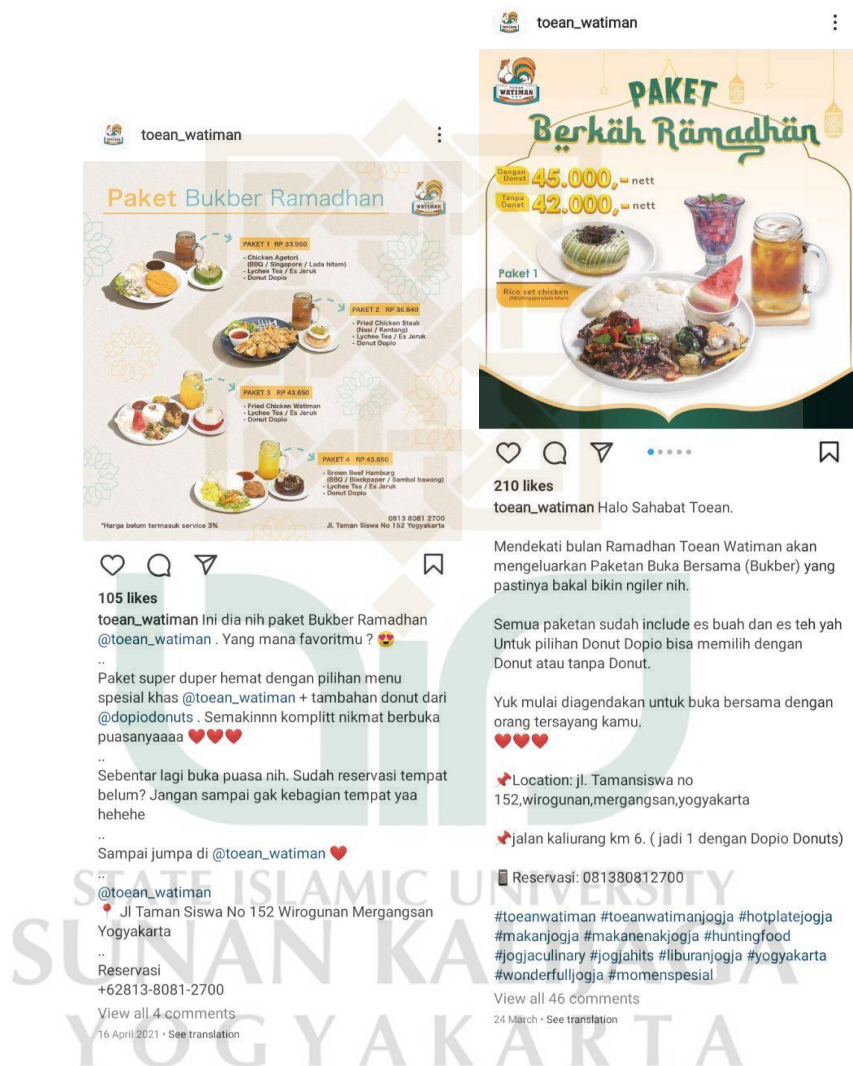 toean_watiman
Paket Bukber Ramadhan
TOEAN
WATIMAN
PAKET 1 RP 33.950
- Chicken Agetori
(BBQ / Singapore / Lada hitam)
- Lychee Tea / Es Jeruk
- Donut Dopio
PAKET 2 RP 36.840
- Fried Chicken Steak
(Nasi / Kentang)
- Lychee Tea / Es Jeruk
- Donut Dopio
PAKET 3 RP 43.650
- Fried Chicken Watiman
- Lychee Tea / Es Jeruk
- Donut Dopio
PAKET 4 RP 43.650
- Brown Beef Hamburg
(BBQ / Blackpaper / Sambal bawang)
- Lychee Tea / Es Jeruk
- Donut Dopio
*Harga belum termasuk service 3%
0813 8081 2700
Jl. Taman Siswa No 152 Yogyakarta
105 likes
toean_watiman Ini dia nih paket Bukber Ramadhan
@toean_watiman . Yang mana favoritmu ? 😍
..
Paket super duper hemat dengan pilihan menu
spesial khas @toean_watiman + tambahan donut dari
@dopiodonuts . Semakinnn komplitt nikmat berbuka
puasanyaaaa ❤️❤️❤️
..
Sebentar lagi buka puasa nih. Sudah reservasi tempat
belum? Jangan sampai gak kebagian tempat yaa
hehehe
..
Sampai jumpa di @toean_watiman ❤️
..
@toean_watiman
📍 Jl Taman Siswa No 152 Wirogunan Mergangsan
Yogyakarta
..
Reservasi
+62813-8081-2700
View all 4 comments
16 April 2021 · See translation
toean_watiman
TOEAN
WATIMAN
PAKET
Berkäh Rämadhän
Dengan
Donat 45.000,- nett
Tanpa
Donat 42.000,- nett
Paket 1
Rice set chicken
(BBQ/Singapore/lada hitam)
210 likes
toean_watiman Halo Sahabat Toean.
Mendekati bulan Ramadhan Toean Watiman akan
mengeluarkan Paketan Buka Bersama (Bukber) yang
pastinya bakal bikin ngiler nih.
Semua paketan sudah include es buah dan es teh yah
Untuk pilihan Donut Dopio bisa memilih dengan
Donut atau tanpa Donut.
Yuk mulai diagendakan untuk buka bersama dengan
orang tersayang kamu.
❤️❤️❤️
📌Location: jl. Tamansiswa no
152,wirogunan,mergangsan,yogyakarta
📌jalan kaliurang km 6. ( jadi 1 dengan Dopio Donuts)
📱Reservasi: 081380812700
#toeanwatiman #toeanwatimanjogja #hotplatejogja
#makanjogja #makanenakjogja #huntingfood
#jogjaculinary #jogjahits #liburanjogja #yogyakarta
#wonderfulljogja #momenspesial
View all 46 comments
24 March · See translation
STATE ISLAMIC UNIVERSITY
SUNAN KALIJAGA
YOGYAKARTA